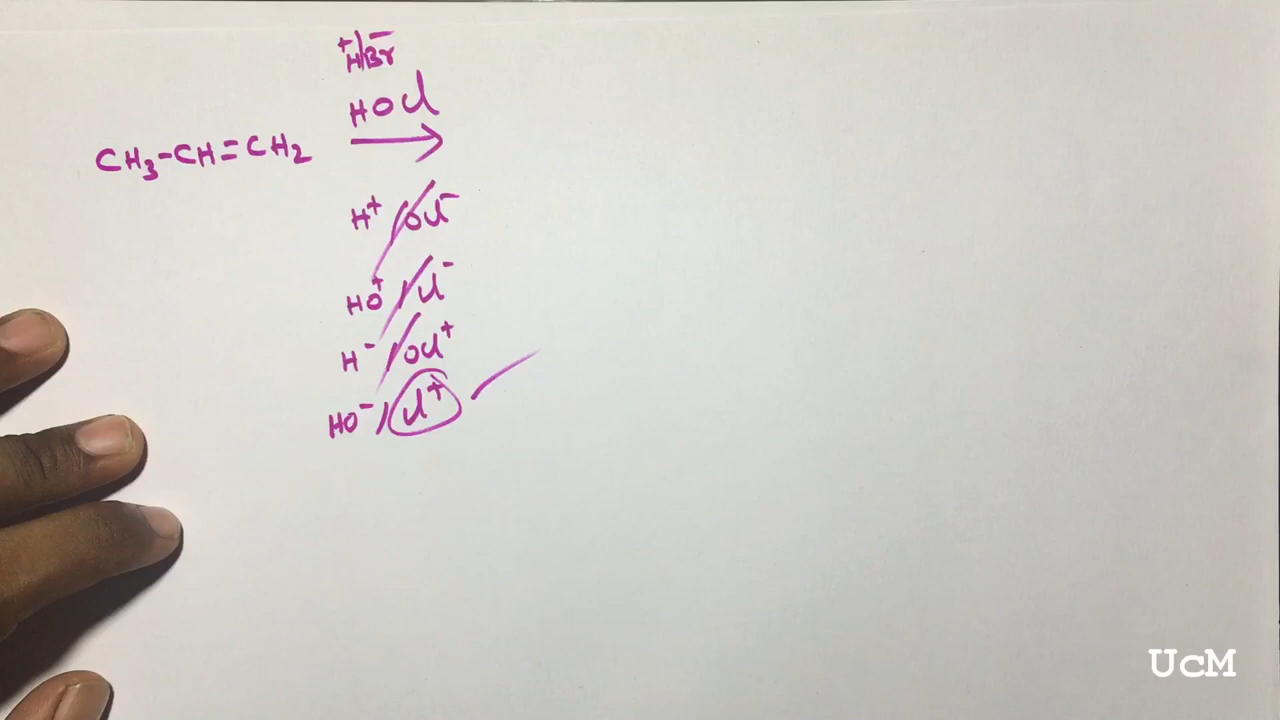 + -
H/Br
HOCl
CH3-CH=CH2
H+ / OCl-
HO+ / Cl-
H- / OCl+
HO- / Cl+
UcM